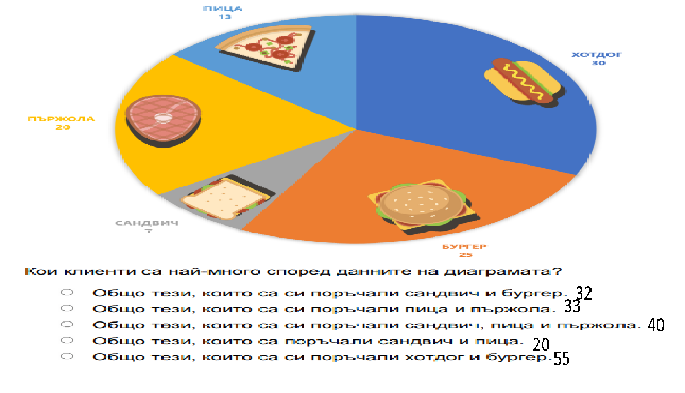 ПИЦА
13
ХОТДОГ
30
ПЪРЖОЛА
20
САНДВИЧ
7
БУРГЕР
25
Кои клиенти са най-много според данните на диаграмата?
Общо тези, които са си поръчали сандвич и бургер. 32
Общо тези, които са си поръчали пица и пържола. 33
Общо тези, които са си поръчали сандвич, пица и пържола. 40
Общо тези, които са поръчали сандвич и пица. 20
Общо тези, които са си поръчали хотдог и бургер. 55